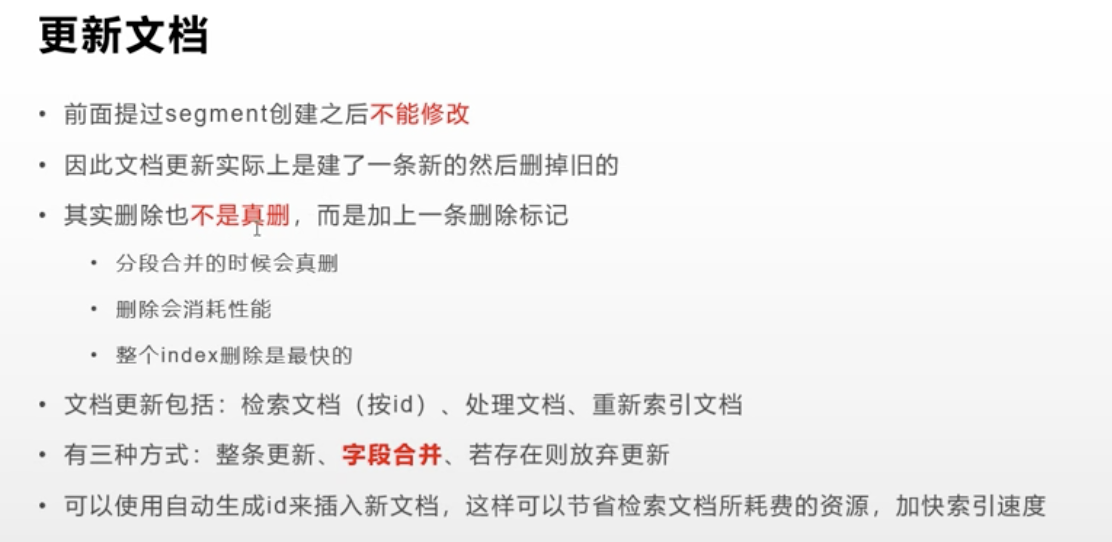 更新文档
• 前面提过segment创建之后不能修改
• 因此文档更新实际上是建了一条新的然后删掉旧的
• 其实删除也不是真删，而是加上一条删除标记
• 分段合并的时候会真删
• 删除会消耗性能
• 整个index删除是最快的
• 文档更新包括：检索文档（按id）、处理文档、重新索引文档
• 有三种方式：整条更新、字段合并、若存在则放弃更新
• 可以使用自动生成id来插入新文档，这样可以节省检索文档所耗费的资源，加快索引速度